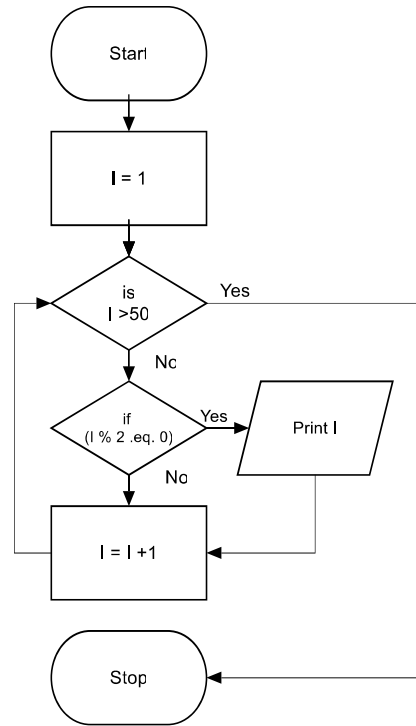 Start
I = 1
is
I >50
Yes
No
if
(I % 2 .eq. 0)
Yes
Print I
No
I = I +1
Stop